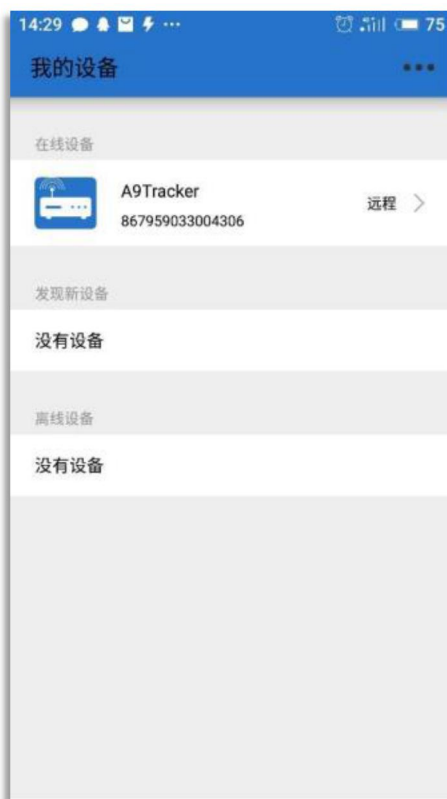 14:29 75
我的设备
在线设备
A9Tracker
867959033004306
远程
发现新设备
没有设备
离线设备
没有设备